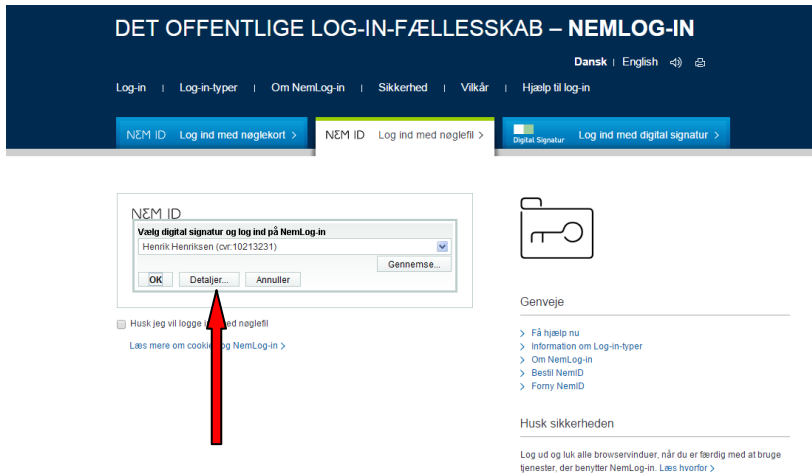 DET OFFENTLIGE LOG-IN-FÆLLESSKAB – NEMLOG-IN
Dansk | English
Log-in | Log-in-typer | Om NemLog-in | Sikkerhed | Vilkår | Hjælp til log-in
NEM ID Log ind med nøglekort >
NEM ID Log ind med nøglefil >
Digital Signatur Log ind med digital signatur >
NEM ID
Vælg digital signatur og log ind på NemLog-in
Henrik Henriksen (cvr:10213231)
Gennemse...
OK Detaljer... Annuller
Husk jeg vil logge i ed nøglefil
Læs mere om cookie og NemLog-in >
Genveje
> Få hjælp nu
> Information om Log-in-typer
> Om NemLog-in
> Bestil NemID
> Forny NemID
Husk sikkerheden
Log ud og luk alle browservinduer, når du er færdig med at bruge
tjenester, der benytter NemLog-in. Læs hvorfor >